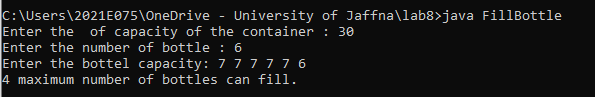 C:\Users\2021E075\OneDrive - University of Jaffna\lab8>java FillBottle
Enter the  of capacity of the container : 30
Enter the number of bottle : 6
Enter the bottel capacity: 7 7 7 7 7 6
4 maximum number of bottles can fill.